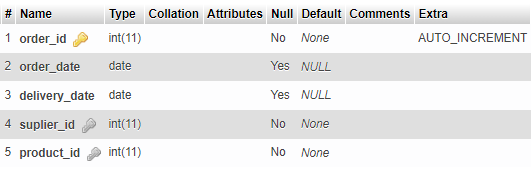 # Name Type Collation Attributes Null Default Comments Extra
1 order_id int(11) No None AUTO_INCREMENT
2 order_date date Yes NULL
3 delivery_date date Yes NULL
4 suplier_id int(11) No None
5 product_id int(11) No None